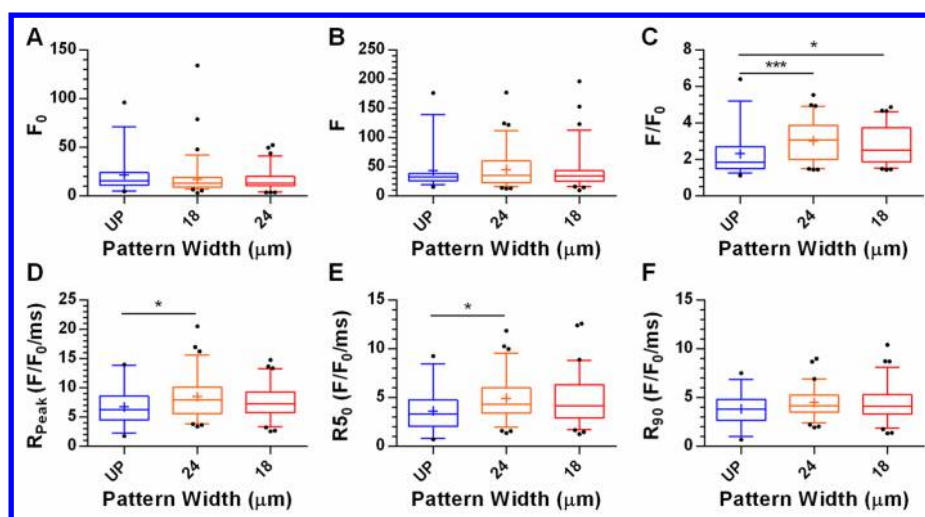 A
B
C
150
100
50
0
F₀
UP
18
24
Pattern Width (μm)
250
200
150
100
50
0
F
UP
24
18
Pattern Width (μm)
8
6
4
2
0
F/F₀
*
***
UP
24
18
Pattern Width (μm)
D
E
F
25
20
15
10
5
0
R_Peak (F/F₀/ms)
*
UP
24
18
Pattern Width (μm)
15
10
5
0
R5₀ (F/F₀/ms)
*
UP
24
18
Pattern Width (μm)
15
10
5
0
R₉₀ (F/F₀/ms)
UP
24
18
Pattern Width (μm)